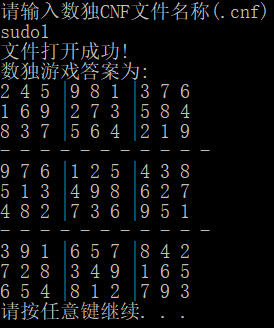 请输入数独CNF文件名称(.cnf)
sudo1
文件打开成功!
数独游戏答案为:
2 4 5 |9 8 1 |3 7 6
1 6 9 |2 7 3 |5 8 4
8 3 7 |5 6 4 |2 1 9
- - - - - - - - - - - -
9 7 6 |1 2 5 |4 3 8
5 1 3 |4 9 8 |6 2 7
4 8 2 |7 3 6 |9 5 1
- - - - - - - - - - - -
3 9 1 |6 5 7 |8 4 2
7 2 8 |3 4 9 |1 6 5
6 5 4 |8 1 2 |7 9 3
请按任意键继续. . .